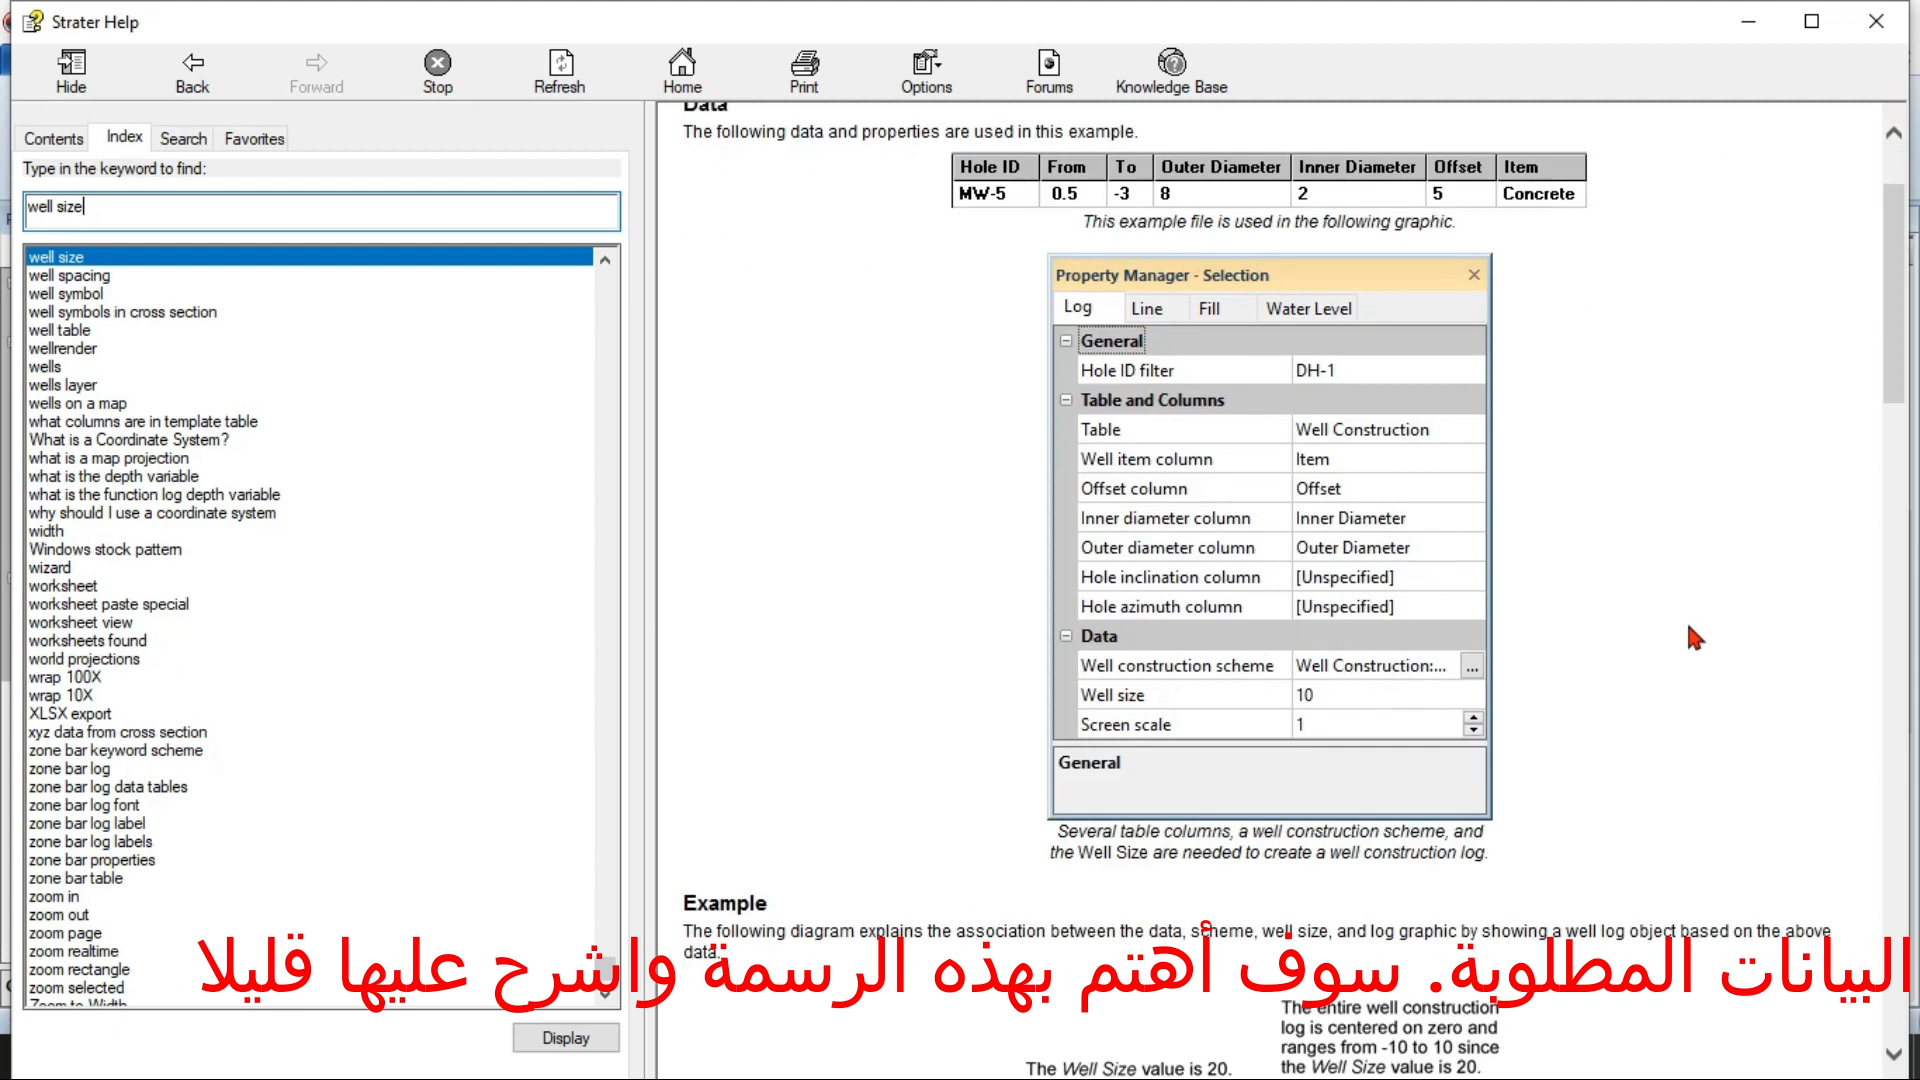 Strater Help
Hide
Back
Forward
Stop
Refresh
Home
Print
Options
Forums
Knowledge Base
Contents
Index
Search
Favorites
Type in the keyword to find:
well size
well size
well spacing
well symbol
well symbols in cross section
well table
wellrender
wells
wells layer
wells on a map
what columns are in template table
What is a Coordinate System?
what is a map projection
what is the depth variable
what is the function log depth variable
why should I use a coordinate system
width
Windows stock pattern
wizard
worksheet
worksheet paste special
worksheet view
worksheets found
world projections
wrap 100X
wrap 10X
XLSX export
xyz data from cross section
zone bar keyword scheme
zone bar log
zone bar log data tables
zone bar log font
zone bar log label
zone bar log labels
zone bar properties
zone bar table
zoom in
zoom out
zoom page
zoom realtime
zoom rectangle
zoom selected
Zoom to Width
Display
Data
The following data and properties are used in this example.
Hole ID From To Outer Diameter Inner Diameter Offset Item
MW-5 0.5 -3 8 2 5 Concrete
This example file is used in the following graphic.
Property Manager - Selection
Log Line Fill Water Level
General
Hole ID filter DH-1
Table and Columns
Table Well Construction
Well item column Item
Offset column Offset
Inner diameter column Inner Diameter
Outer diameter column Outer Diameter
Hole inclination column [Unspecified]
Hole azimuth column [Unspecified]
Data
Well construction scheme Well Construction:... ...
Well size 10
Screen scale 1
General
Several table columns, a well construction scheme, and
the Well Size are needed to create a well construction log.
Example
The following diagram explains the association between the data, scheme, well size, and log graphic by showing a well log object based on the above
data.
البيانات المطلوبة. سوف أهتم بهذه الرسمة واشرح عليها قليلا
The entire well construction
log is centered on zero and
ranges from -10 to 10 since
the Well Size value is 20.
The Well Size value is 20.